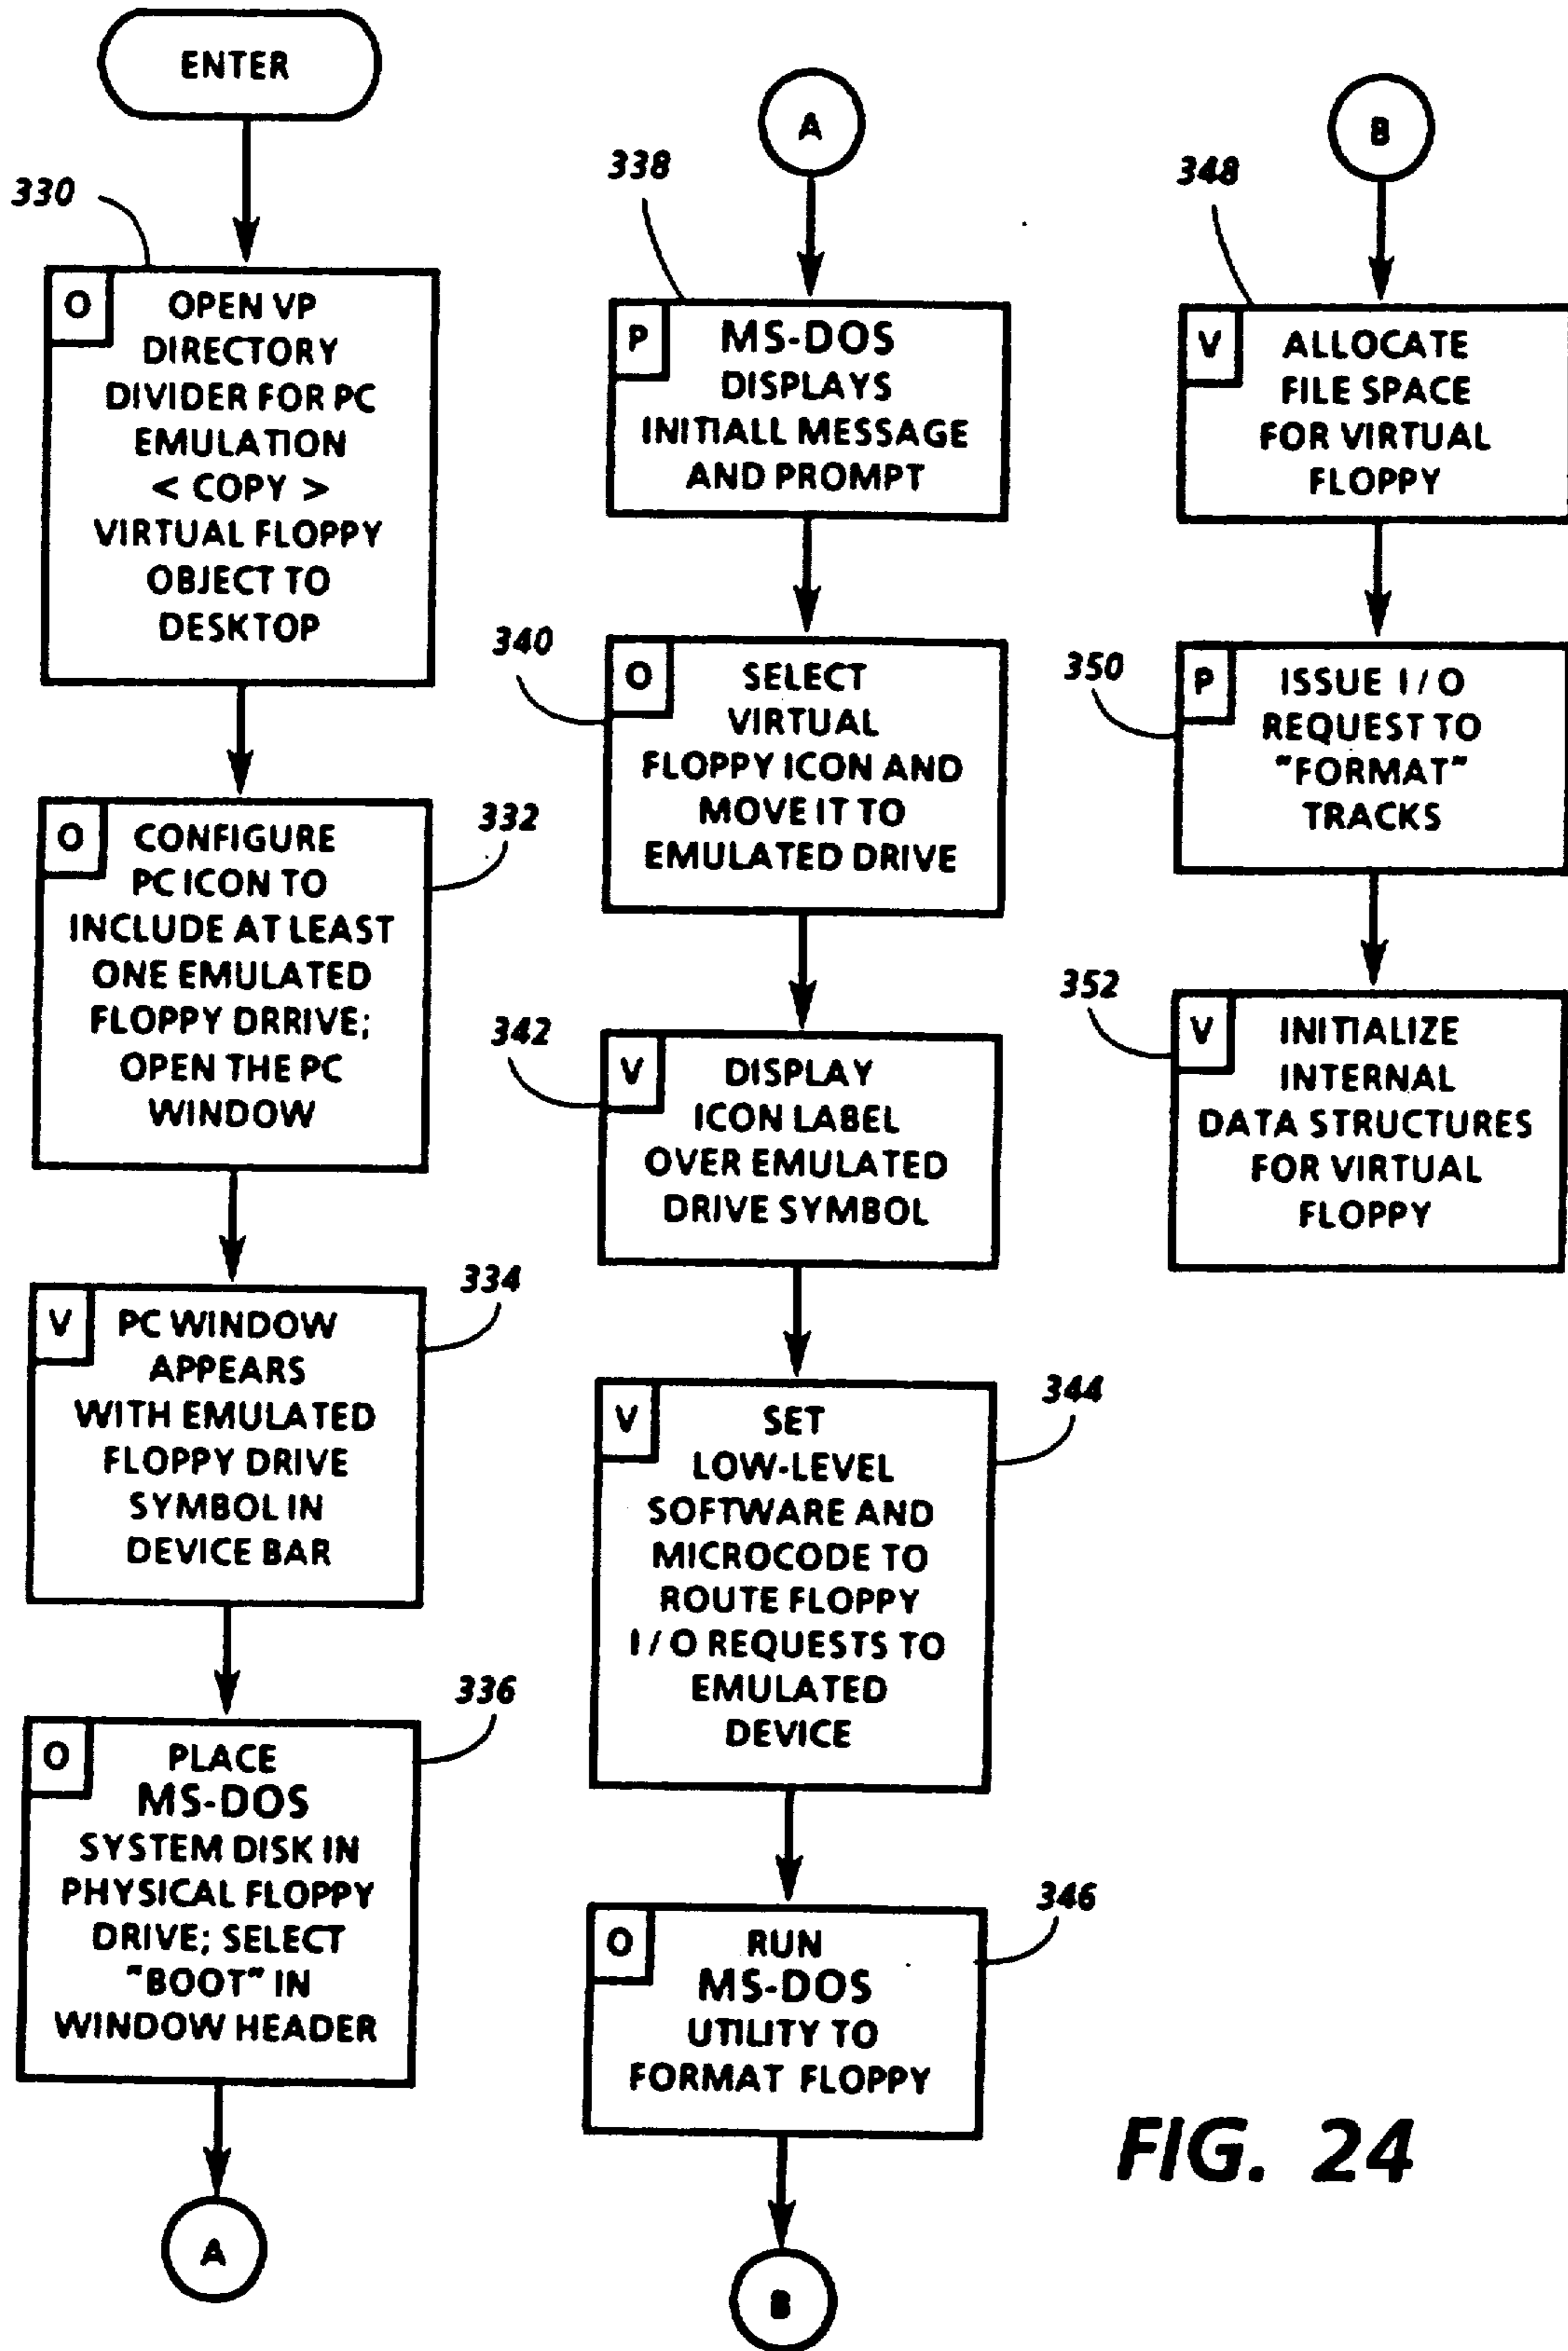 ENTER
330
O
OPEN VP
DIRECTORY
DIVIDER FOR PC
EMULATION
< COPY >
VIRTUAL FLOPPY
OBJECT TO
DESKTOP
332
O
CONFIGURE
PC ICON TO
INCLUDE AT LEAST
ONE EMULATED
FLOPPY DRRIVE;
OPEN THE PC
WINDOW
334
V
PC WINDOW
APPEARS
WITH EMULATED
FLOPPY DRIVE
SYMBOL IN
DEVICE BAR
336
O
PLACE
MS-DOS
SYSTEM DISK IN
PHYSICAL FLOPPY
DRIVE; SELECT
"BOOT" IN
WINDOW HEADER
A
A
338
P
MS-DOS
DISPLAYS
INITIALL MESSAGE
AND PROMPT
340
O
SELECT
VIRTUAL
FLOPPY ICON AND
MOVE IT TO
EMULATED DRIVE
342
V
DISPLAY
ICON LABEL
OVER EMULATED
DRIVE SYMBOL
344
V
SET
LOW-LEVEL
SOFTWARE AND
MICROCODE TO
ROUTE FLOPPY
I / O REQUESTS TO
EMULATED
DEVICE
346
O
RUN
MS-DOS
UTILITY TO
FORMAT FLOPPY
B
B
348
V
ALLOCATE
FILE SPACE
FOR VIRTUAL
FLOPPY
350
P
ISSUE I / O
REQUEST TO
"FORMAT"
TRACKS
352
V
INITIALIZE
INTERNAL
DATA STRUCTURES
FOR VIRTUAL
FLOPPY
FIG. 24